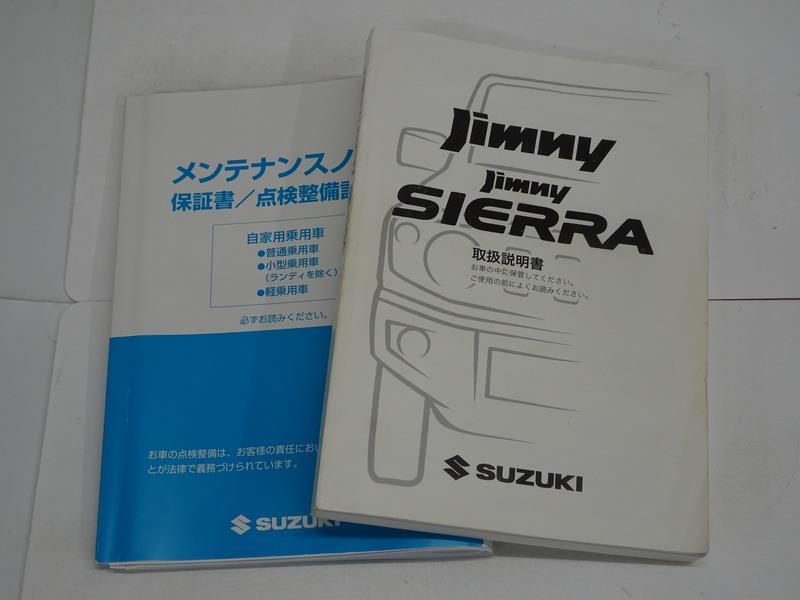 メンテナンスノ
保証書／点検整備
自家用乗用車
●普通乗用車
●小型乗用車
(ランディを除く)
●軽乗用車
必ずお読みください。
お車の点検整備は、お客様の責任におい
とが法律で義務づけられています。
SUZUKI
Jimny
Jimny
SIERRA
取扱説明書
お車の中に保管してください。
ご使用の前によくお読みください。
SUZUKI